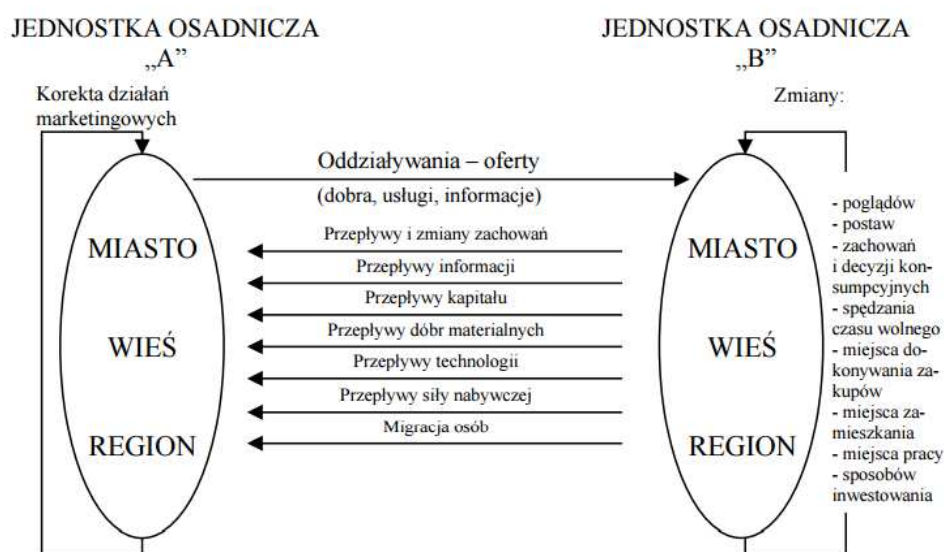 JEDNOSTKA OSADNICZA
„A”
JEDNOSTKA OSADNICZA
„B”
Korekta działań
marketingowych
Zmiany:
Oddziaływania – oferty
(dobra, usługi, informacje)
MIASTO
WIEŚ
REGION
Przepływy i zmiany zachowań
Przepływy informacji
Przepływy kapitału
Przepływy dóbr materialnych
Przepływy technologii
Przepływy siły nabywczej
Migracja osób
MIASTO
WIEŚ
REGION
- poglądów
- postaw
- zachowań
i decyzji kon-
sumpcyjnych
- spędzania
czasu wolnego
- miejsca do-
konywania za-
kupów
- miejsca za-
mieszkania
- miejsca pracy
- sposobów
inwestowania